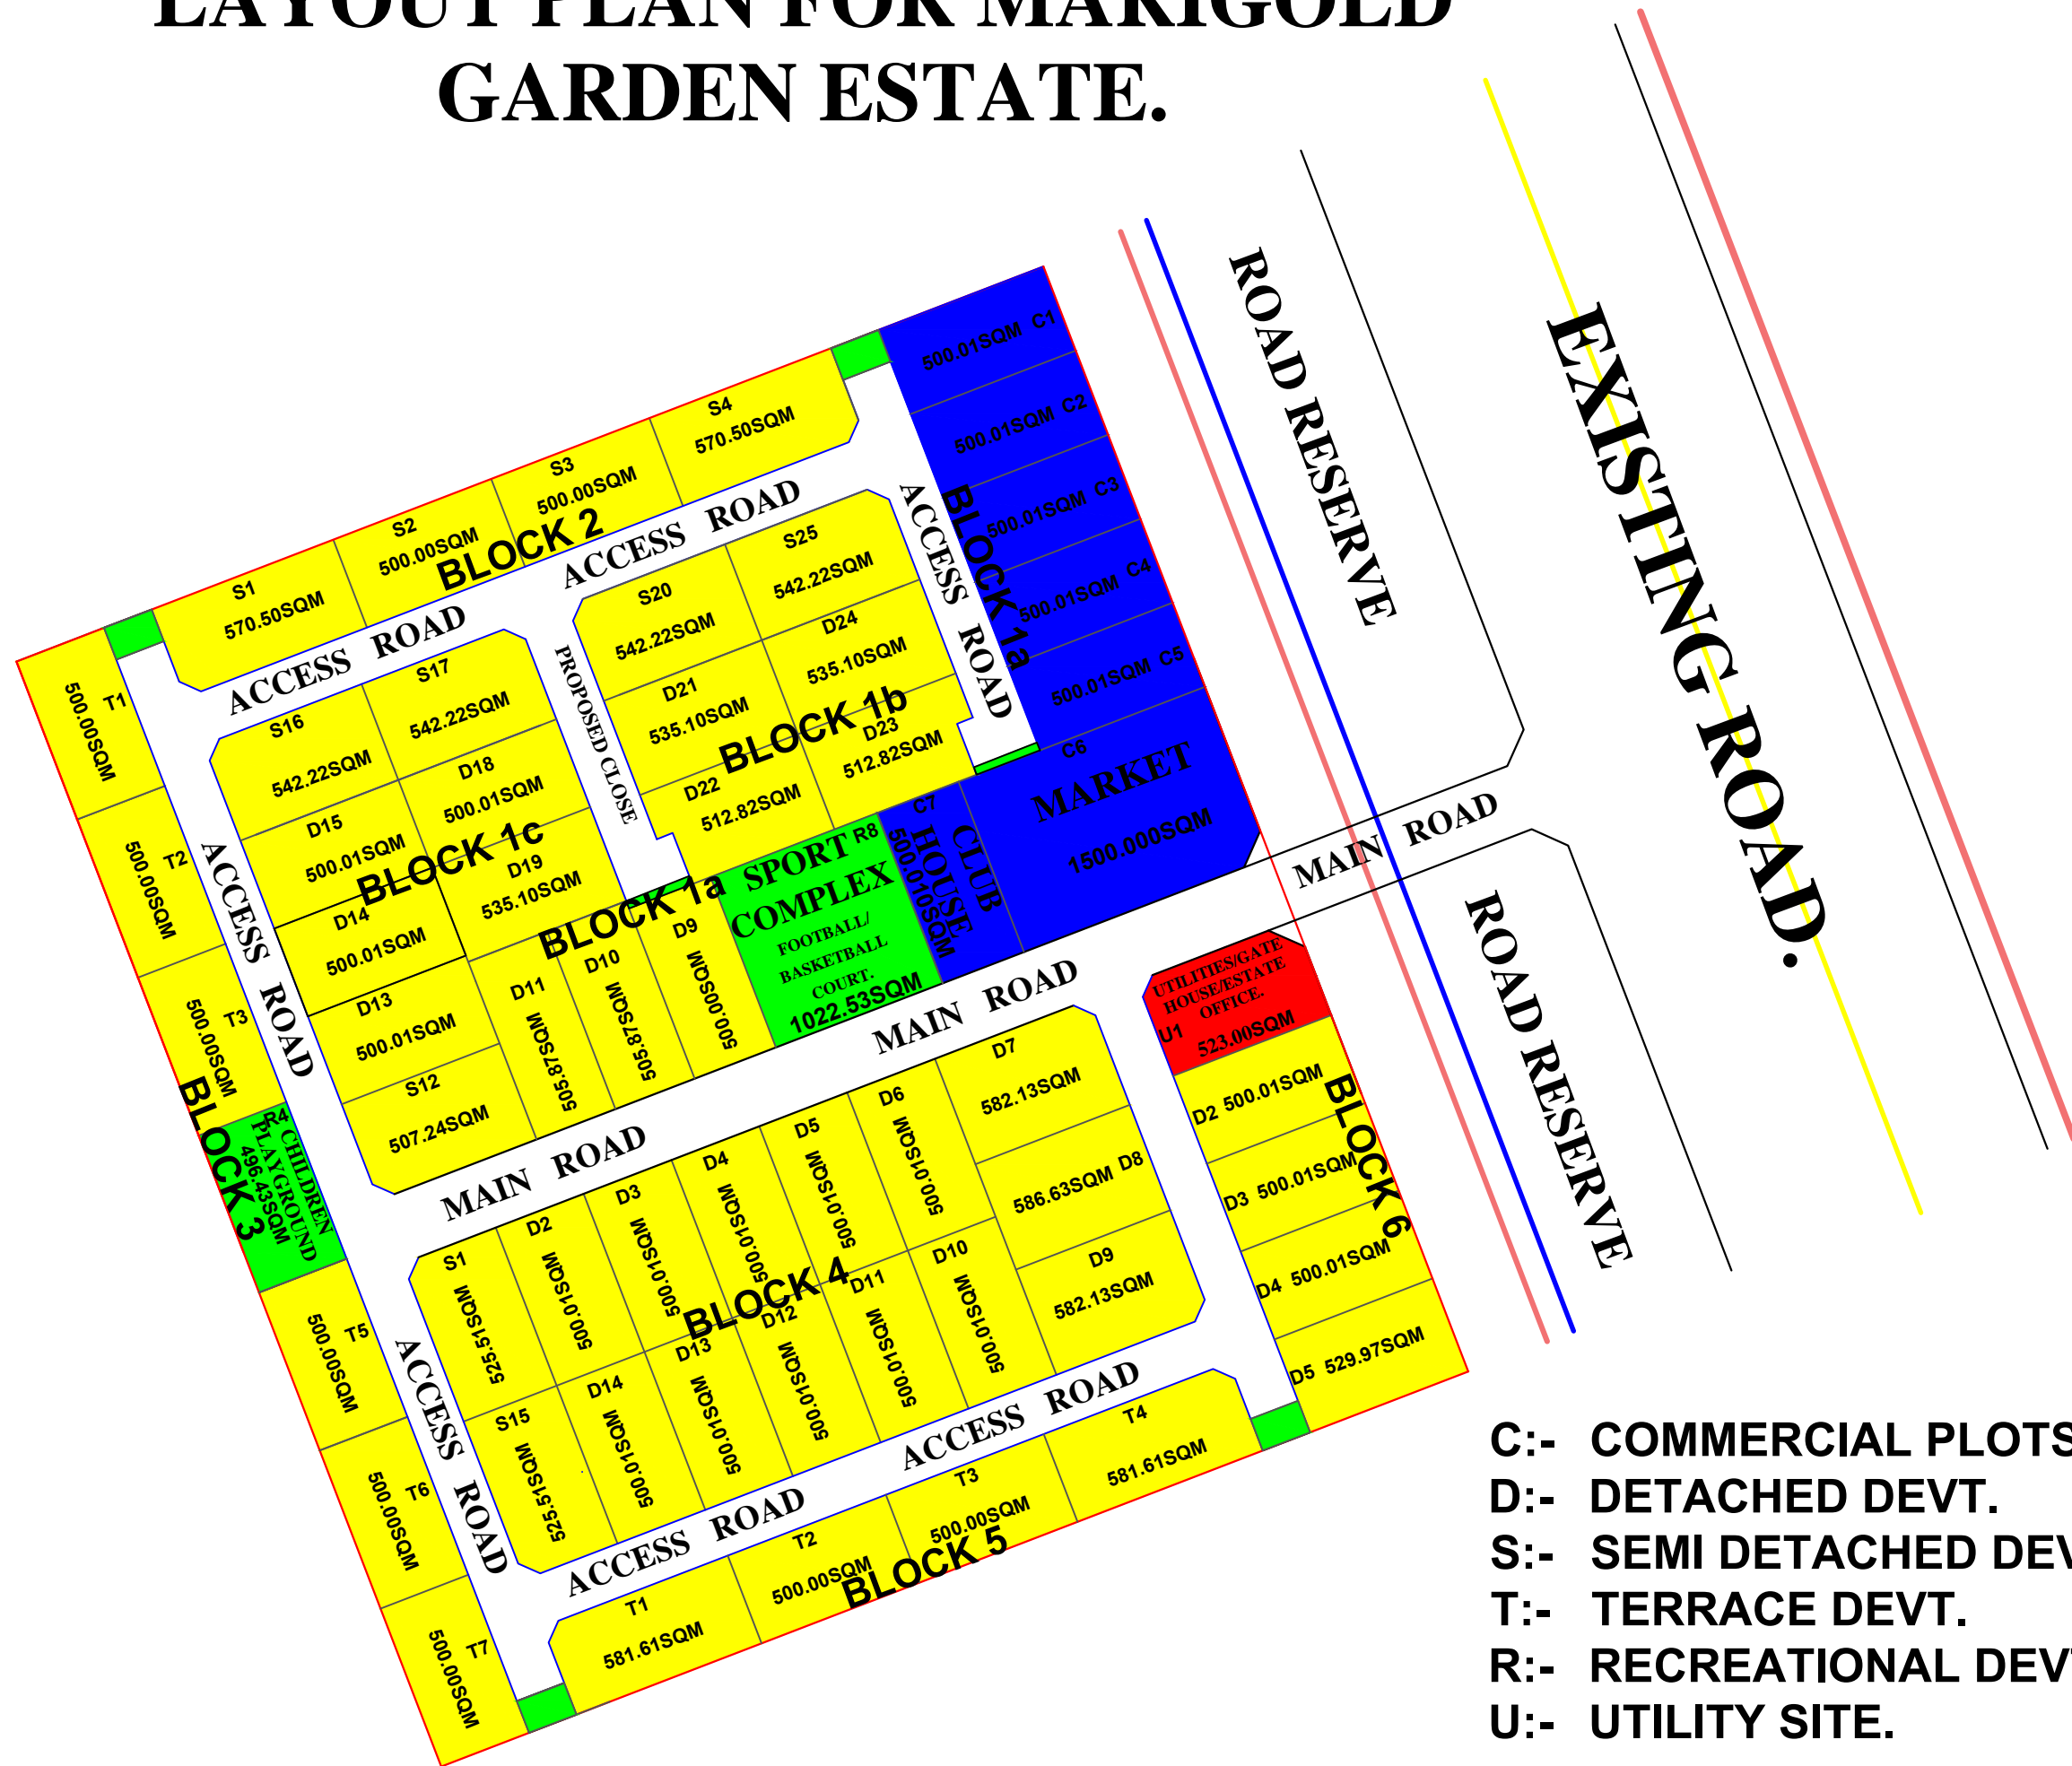 LAYOUT PLAN FOR MARIGOLD
GARDEN ESTATE.
EXISTING ROAD.
ROAD RESERVE
ROAD RESERVE
MAIN ROAD
500.01SQM C1
500.01SQM C2
500.01SQM C3
500.01SQM C4
500.01SQM C5
BLOCK 1a
C6
MARKET
1500.000SQM
C7
CLUB
HOUSE
500.010SQM
SPORT R8
COMPLEX
FOOTBALL/
BASKETBALL
COURT.
1022.53SQM
BLOCK 1a
D9
500.00SQM
D10
505.87SQM
D11
505.87SQM
S1
570.50SQM
S2
500.00SQM
S3
500.00SQM
S4
570.50SQM
BLOCK 2
ACCESS ROAD
ACCESS ROAD
ACCESS ROAD
S20
542.22SQM
S25
542.22SQM
D21
535.10SQM
D24
535.10SQM
D22
512.82SQM
D23
512.82SQM
BLOCK 1b
PROPOSED CLOSE
S16
542.22SQM
S17
542.22SQM
D15
500.01SQM
D18
500.01SQM
D14
500.01SQM
D19
535.10SQM
D13
500.01SQM
S12
507.24SQM
BLOCK 1c
T1
500.00SQM
T2
500.00SQM
T3
500.00SQM
R4
CHILDREN
PLAYGROUND
496.43SQM
BLOCK 3
T5
500.00SQM
T6
500.00SQM
T7
500.00SQM
ACCESS ROAD
ACCESS ROAD
MAIN ROAD
MAIN ROAD
S1
525.51SQM
D2
500.01SQM
D3
500.01SQM
D4
500.01SQM
D5
500.01SQM
D6
500.01SQM
D7
582.13SQM
586.63SQM D8
D9
582.13SQM
D10
500.01SQM
D11
500.01SQM
D12
500.01SQM
D13
500.01SQM
D14
500.01SQM
S15
525.51SQM
BLOCK 4
ACCESS ROAD
ACCESS ROAD
T1
581.61SQM
T2
500.00SQM
T3
500.00SQM
T4
581.61SQM
BLOCK 5
UTILITIES/GATE
HOUSE/ESTATE
OFFICE.
U1
523.00SQM
D2 500.01SQM
D3 500.01SQM
D4 500.01SQM
D5 529.97SQM
BLOCK 6
C:- COMMERCIAL PLOTS
D:- DETACHED DEVT.
S:- SEMI DETACHED DEV
T:- TERRACE DEVT.
R:- RECREATIONAL DEVT
U:- UTILITY SITE.